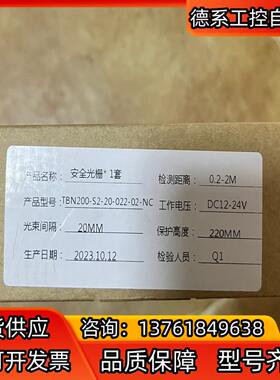 德系工控自动化
产品名称: 安全光栅* 1套 检测距离: 0.2-2M
产品型号: TBN200-S2-20-022-02-NC 工作电压: DC12-24V
光束间隔: 20MM 保护高度: 220MM
生产日期: 2023.10.12 检验人员: Q1
货供应 咨询: 13761849638
可开发票 品质保障 型号齐